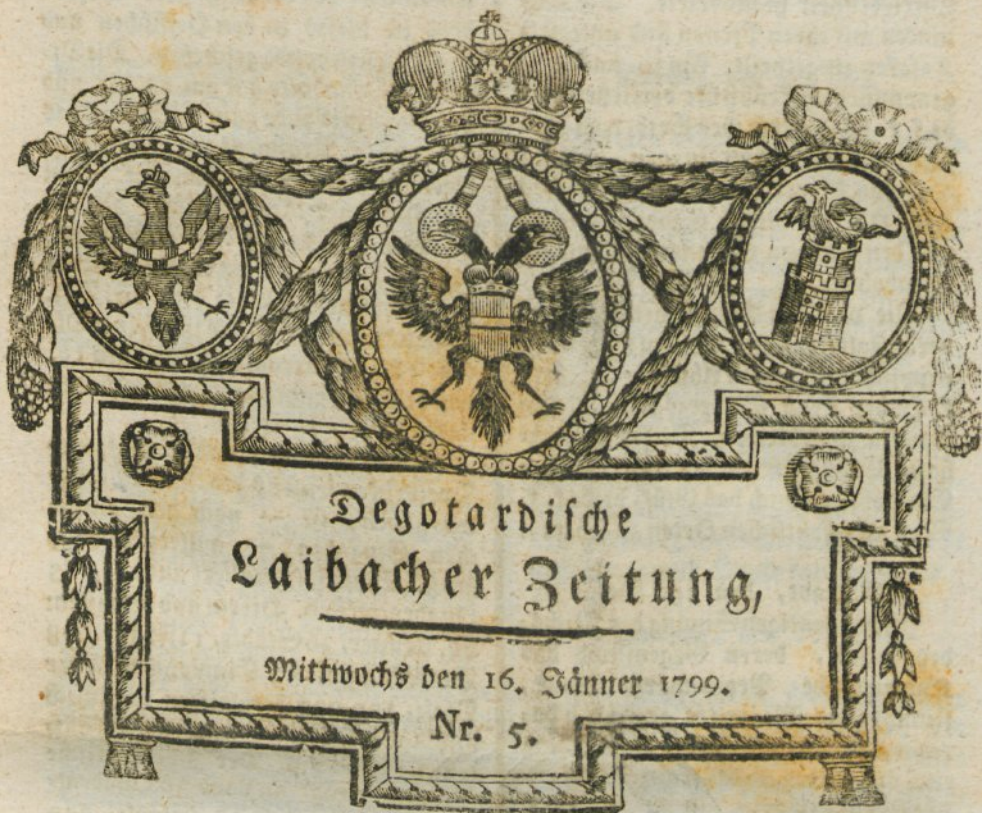 Degotardische
Laibacher Zeitung,
Mittwochs den 16. Jänner 1799.
Nr. 5.